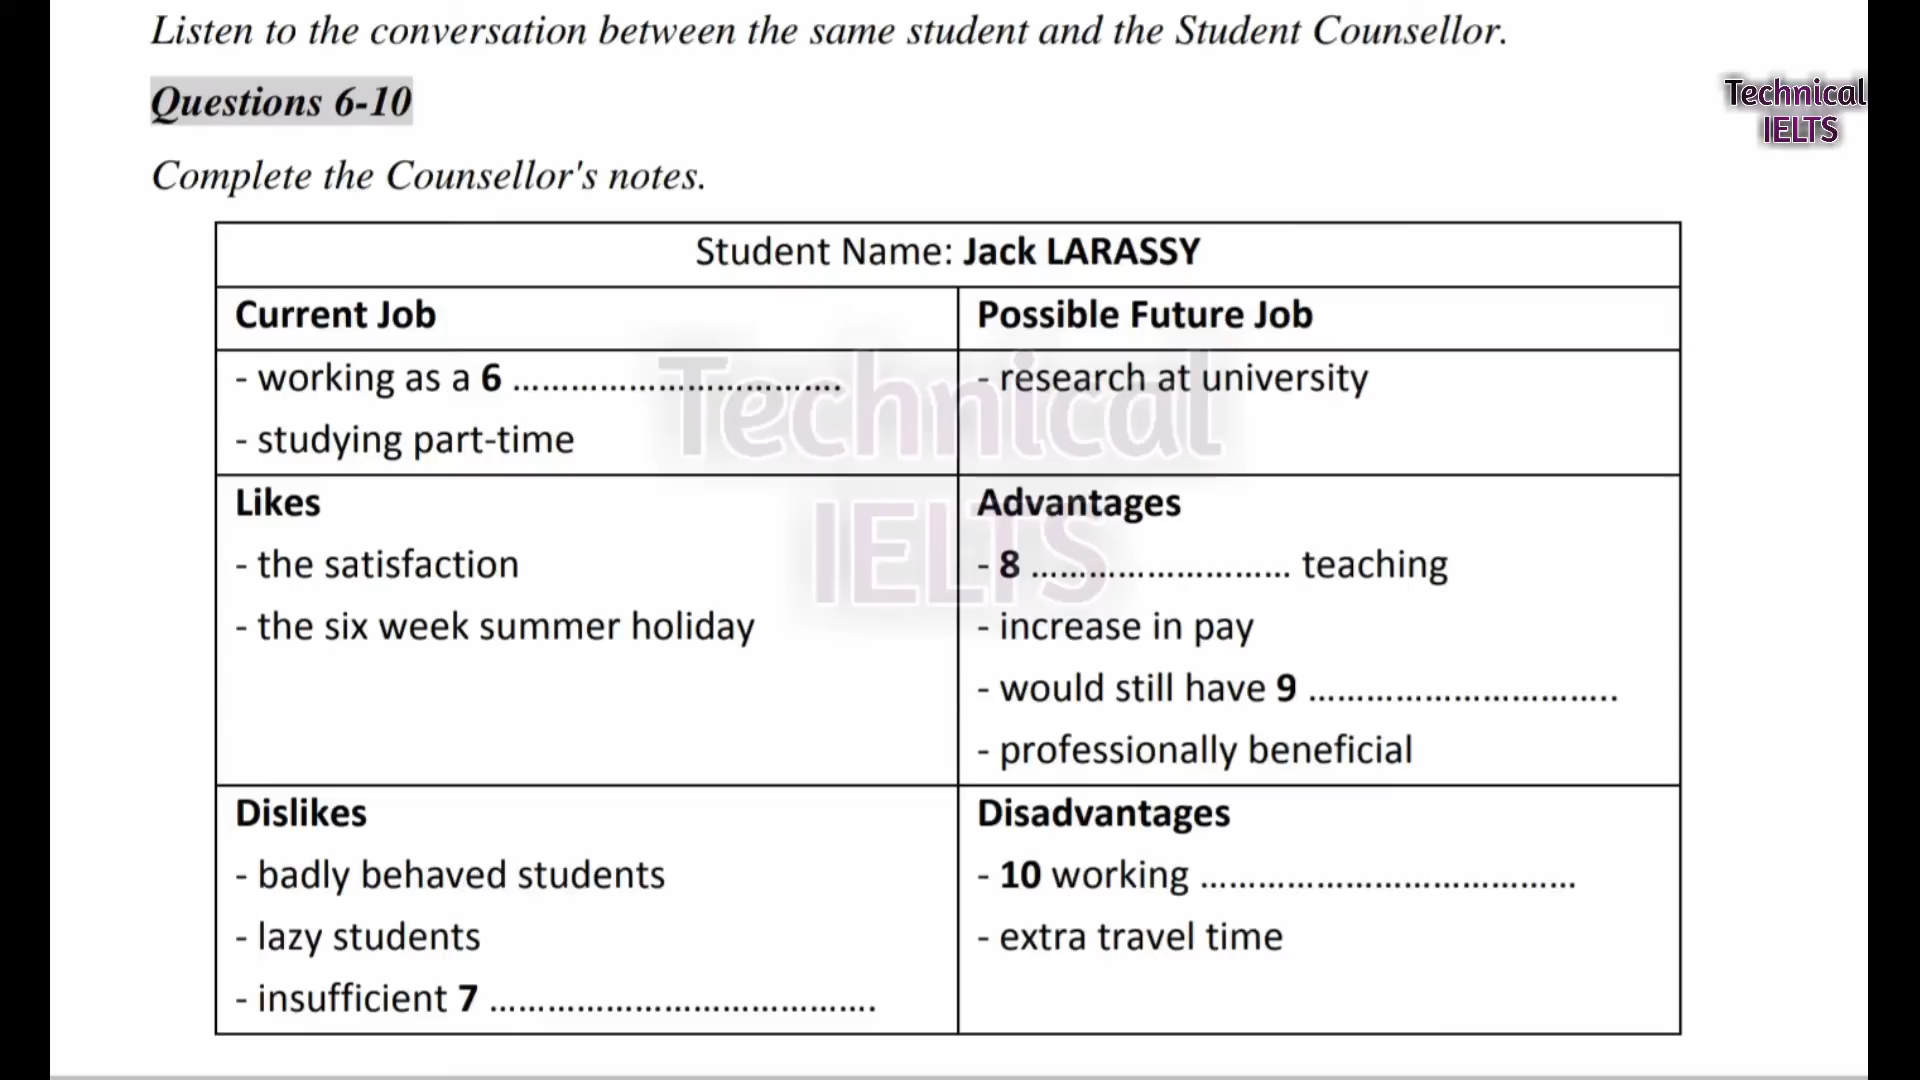 Listen to the conversation between the same student and the Student Counsellor.
Questions 6-10
Technical
IELTS
Complete the Counsellor's notes.
Student Name: Jack LARASSY
Current Job
Possible Future Job
- working as a 6 ……………………………
- studying part-time
- research at university
Technical
IELTS
Likes
- the satisfaction
- the six week summer holiday
Advantages
- 8 …………………….. teaching
- increase in pay
- would still have 9 ………………………….
- professionally beneficial
Dislikes
- badly behaved students
- lazy students
- insufficient 7 ………………………………….
Disadvantages
- 10 working …………………………………
- extra travel time